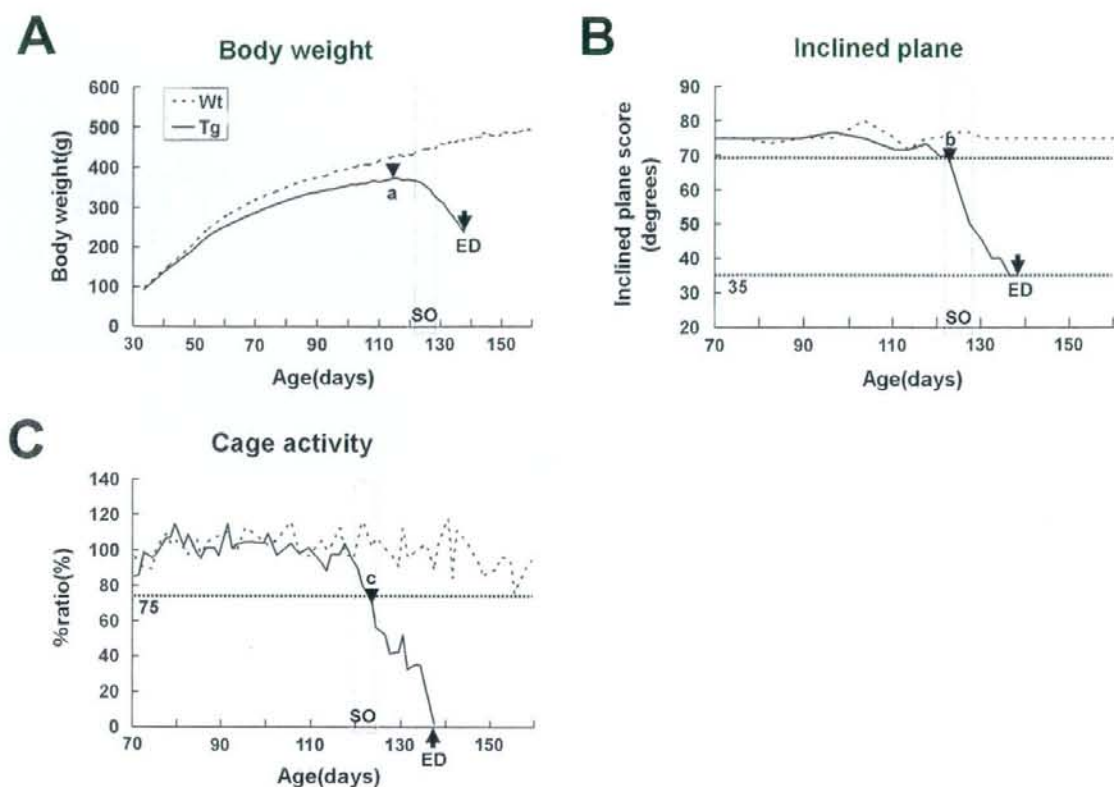 A
Body weight
Body weight(g)
600
500
400
300
200
100
0
Wt
Tg
a
ED
SO
30
50
70
90
110
130
150
Age(days)
B
Inclined plane
Inclined plane score
(degrees)
90
80
70
60
50
40
30
20
b
35
ED
SO
70
90
110
130
150
Age(days)
C
Cage activity
%ratio(%)
140
120
100
80
60
40
20
0
75
c
SO
ED
70
90
110
130
150
Age(days)